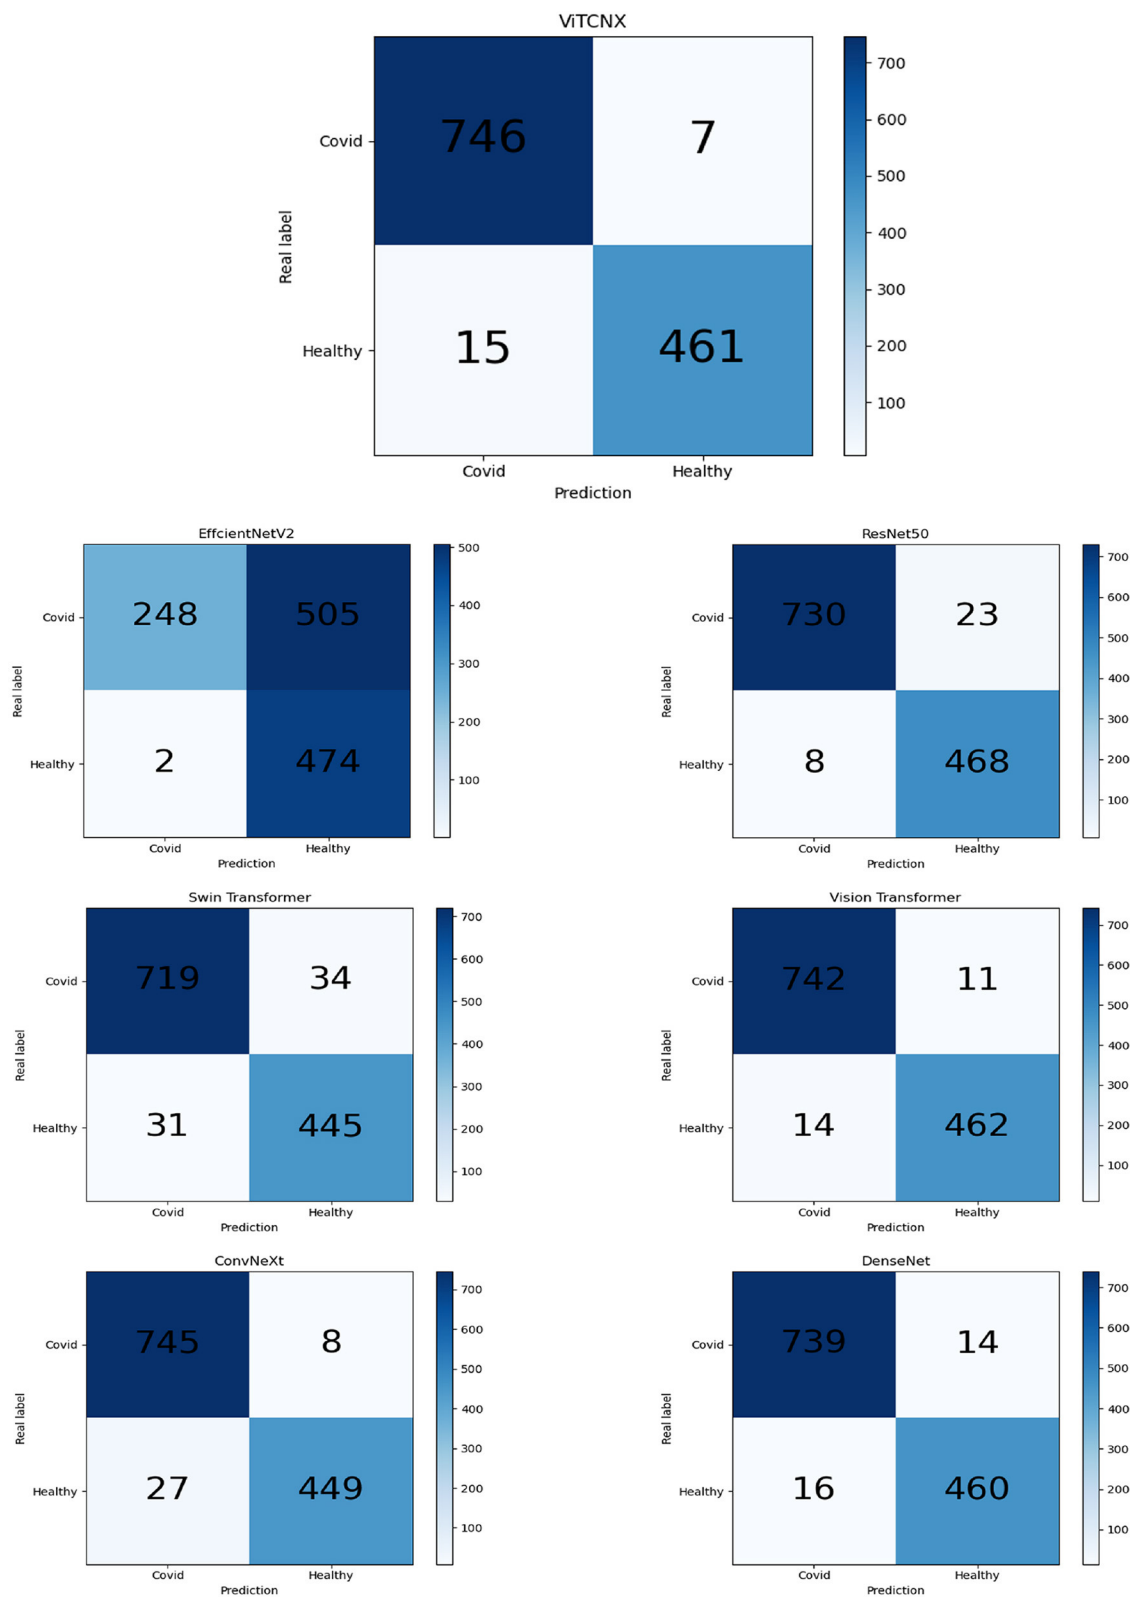 ViTCNX
700
600
500
400
300
200
100
Real label
Covid
Healthy
746 7
15 461
Covid Healthy
Prediction
EffcientNetV2
500
400
300
200
100
Real label
Covid
Healthy
248 505
2 474
Covid Healthy
Prediction
ResNet50
700
600
500
400
300
200
100
Real label
Covid
Healthy
730 23
8 468
Covid Healthy
Prediction
Swin Transformer
700
600
500
400
300
200
100
Real label
Covid
Healthy
719 34
31 445
Covid Healthy
Prediction
Vision Transformer
700
600
500
400
300
200
100
Real label
Covid
Healthy
742 11
14 462
Covid Healthy
Prediction
ConvNeXt
700
600
500
400
300
200
100
Real label
Covid
Healthy
745 8
27 449
Covid Healthy
Prediction
DenseNet
700
600
500
400
300
200
100
Real label
Covid
Healthy
739 14
16 460
Covid Healthy
Prediction